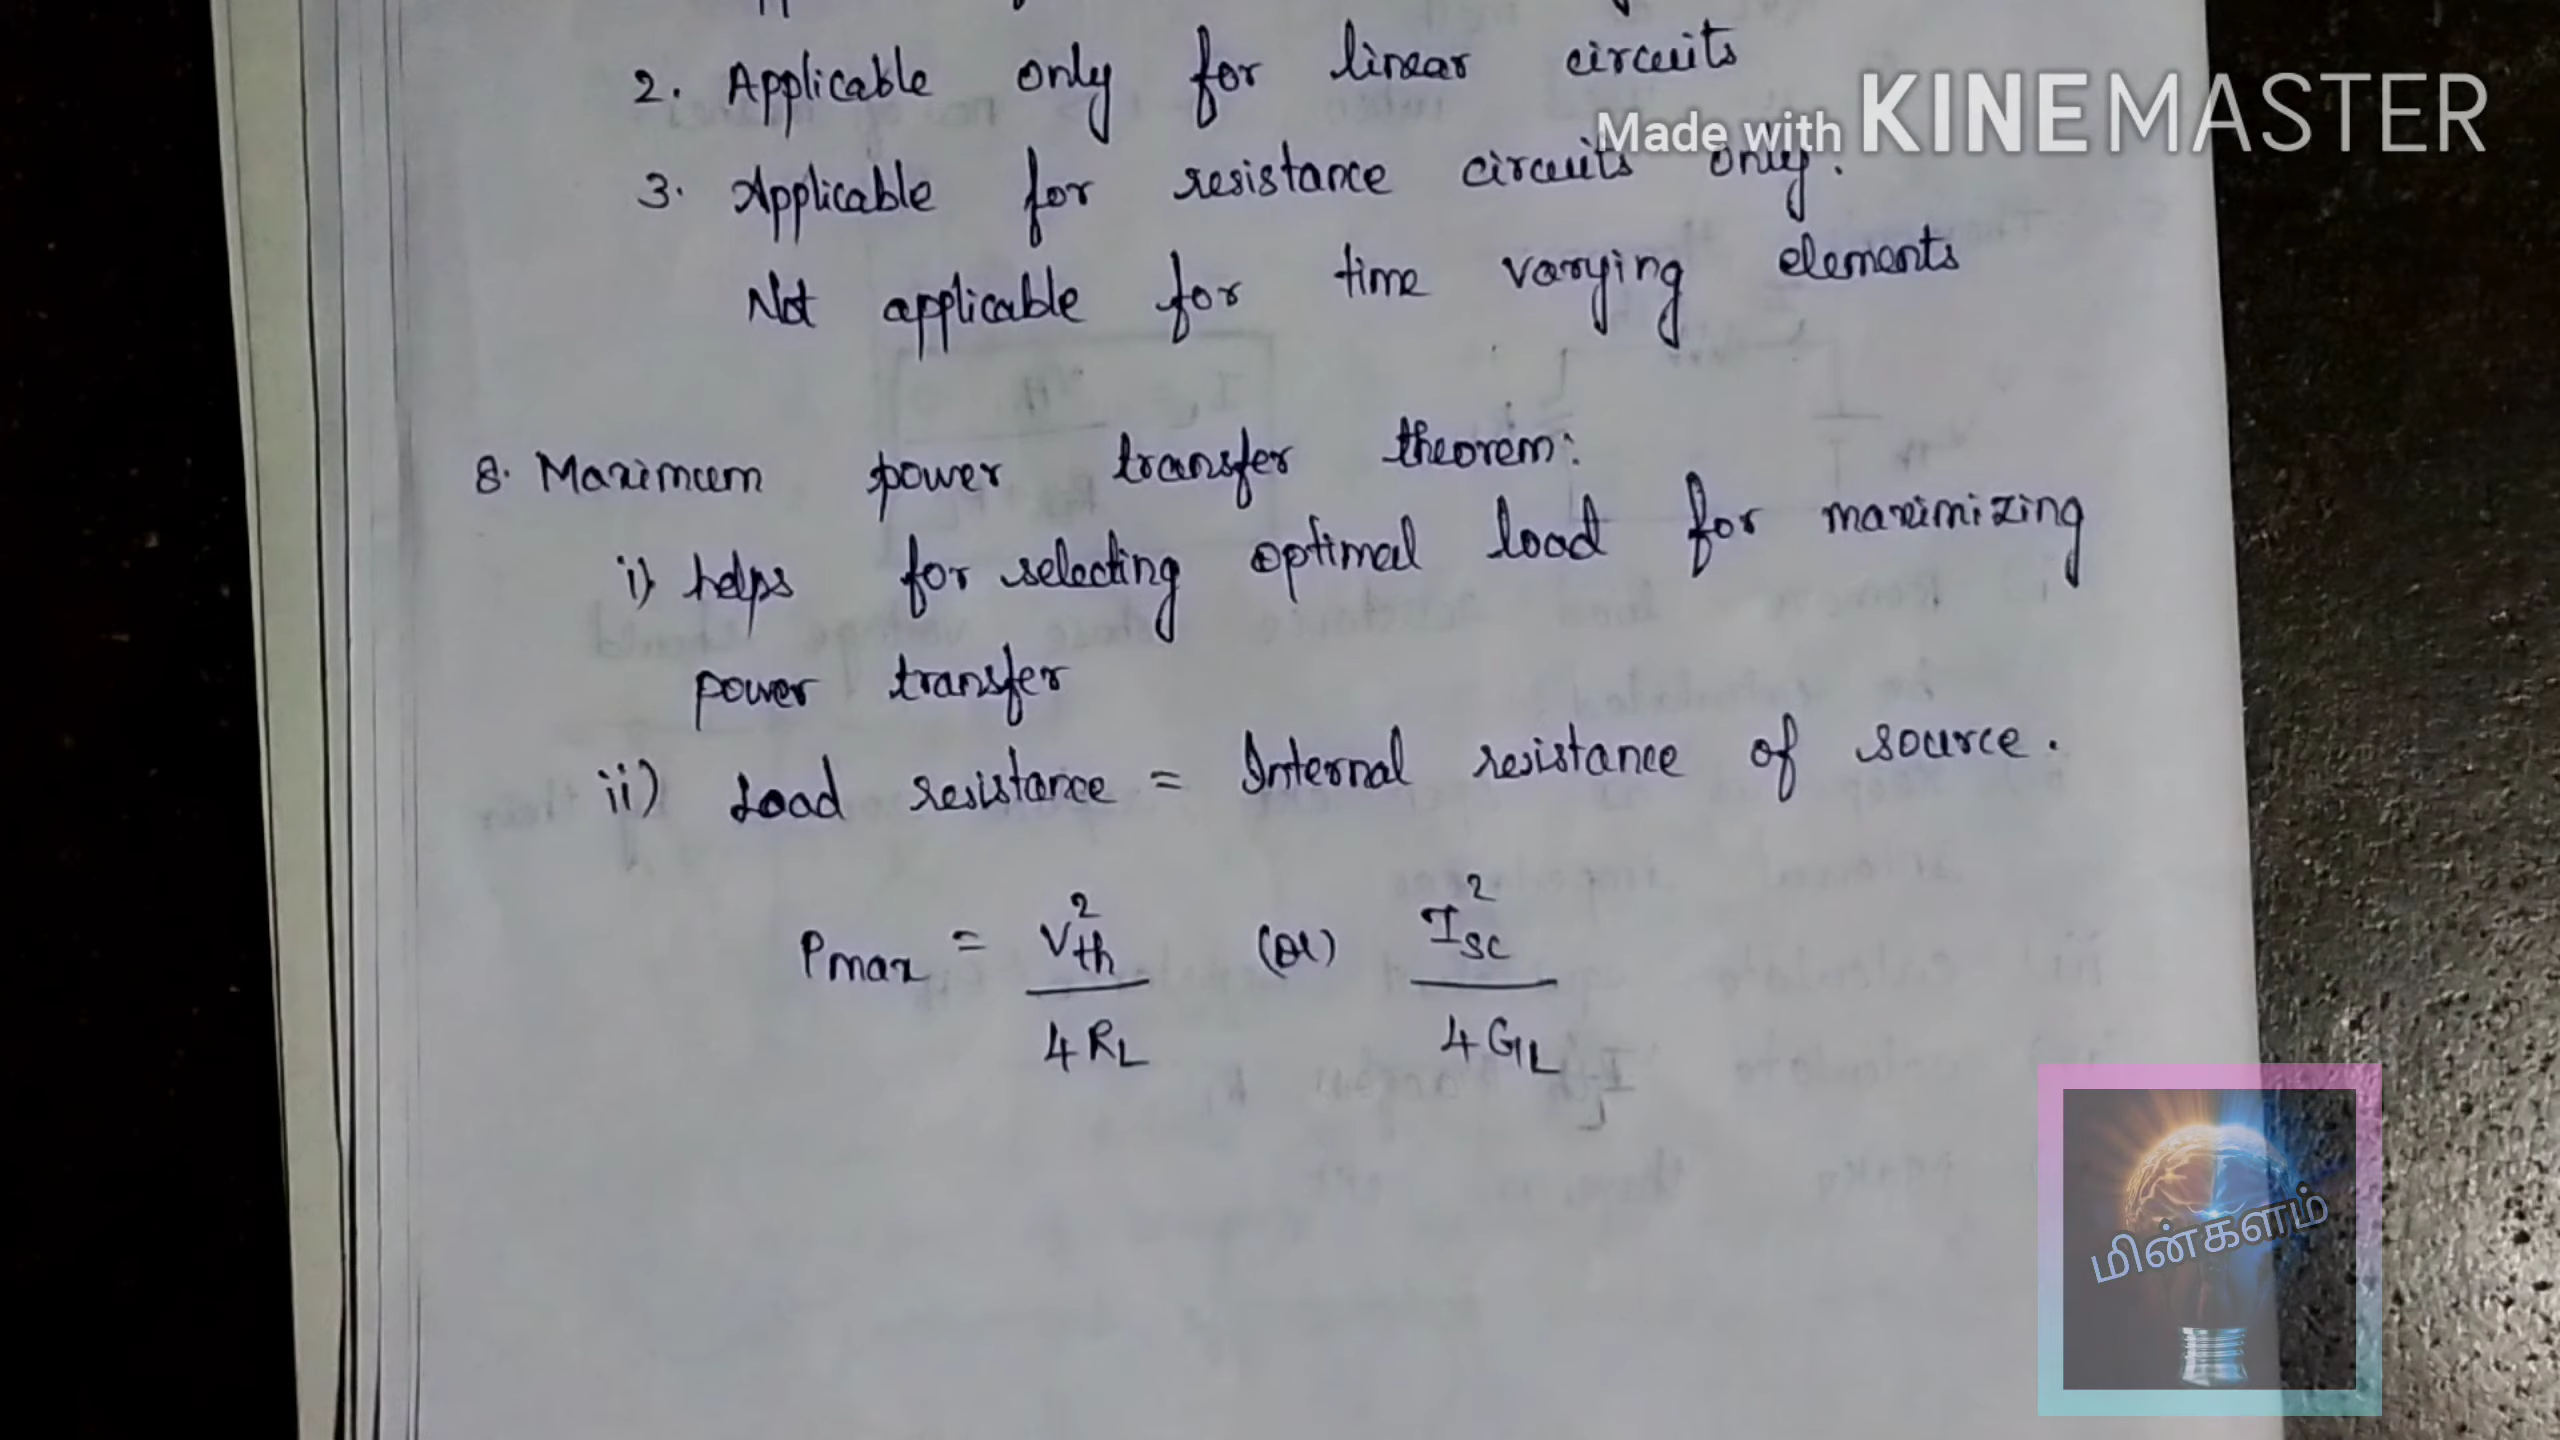 2. Applicable only for linear circuits
Made with KINEMASTER
3. Applicable for resistance circuits only.
Not applicable for time varying elements
8. Maximum power transfer theorem:
i) helps for selecting optimal load for maximizing
power transfer
ii) Load resistance = Internal resistance of source.
Pmax = V²th / 4RL (or) I²sc / 4GL
மின்களம்